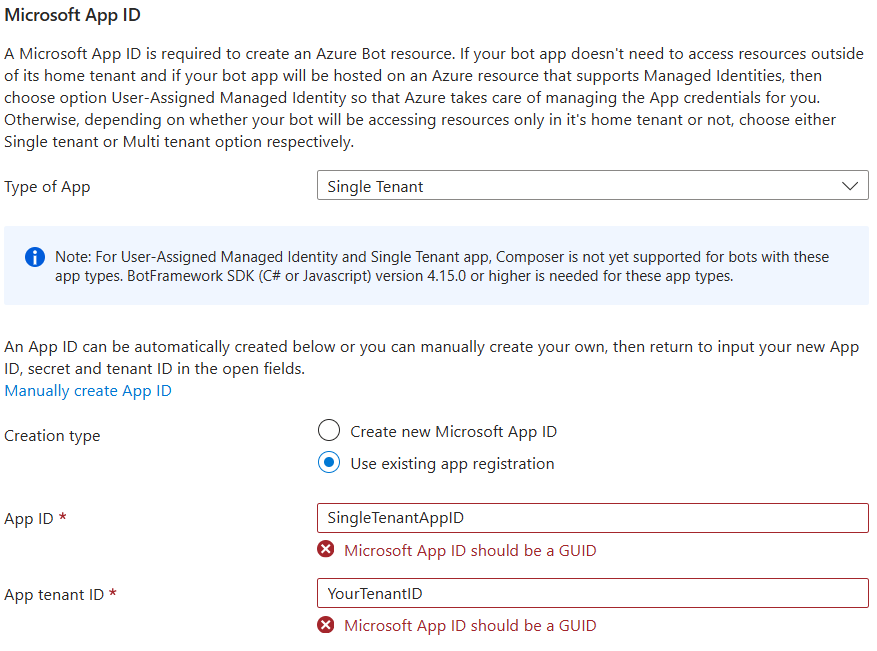 Microsoft App ID
A Microsoft App ID is required to create an Azure Bot resource. If your bot app doesn't need to access resources outside
of its home tenant and if your bot app will be hosted on an Azure resource that supports Managed Identities, then
choose option User-Assigned Managed Identity so that Azure takes care of managing the App credentials for you.
Otherwise, depending on whether your bot will be accessing resources only in it's home tenant or not, choose either
Single tenant or Multi tenant option respectively.
Type of App
Single Tenant
Note: For User-Assigned Managed Identity and Single Tenant app, Composer is not yet supported for bots with these
app types. BotFramework SDK (C# or Javascript) version 4.15.0 or higher is needed for these app types.
An App ID can be automatically created below or you can manually create your own, then return to input your new App
ID, secret and tenant ID in the open fields.
Manually create App ID
Creation type
Create new Microsoft App ID
Use existing app registration
App ID *
SingleTenantAppID
Microsoft App ID should be a GUID
App tenant ID *
YourTenantID
Microsoft App ID should be a GUID